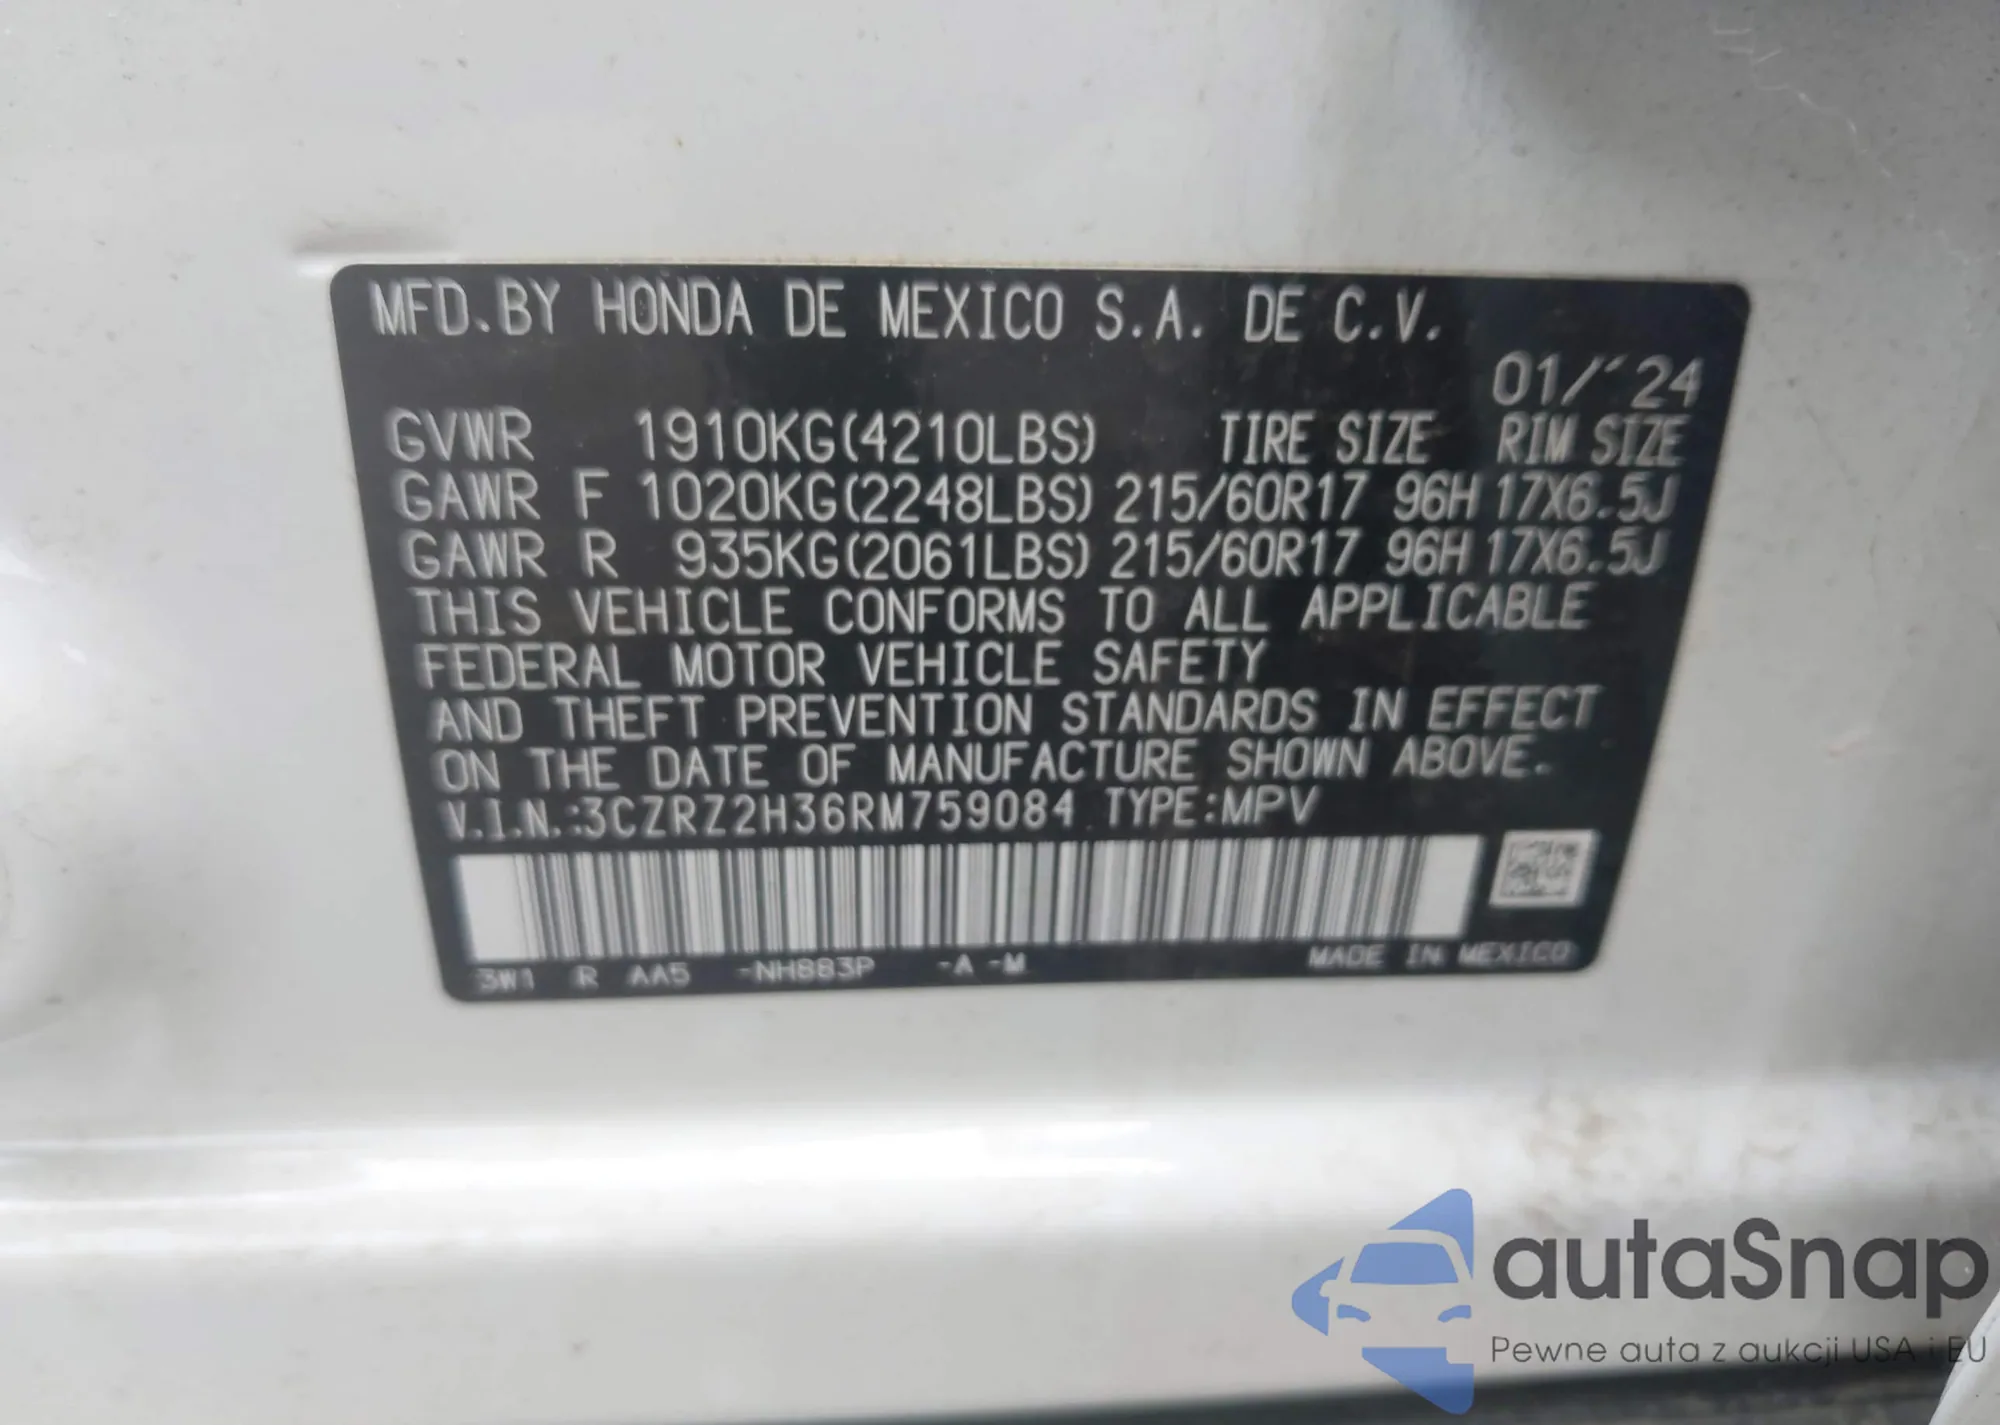 MFD.BY HONDA DE MEXICO S.A. DE C.V.
01/´24
GVWR 1910KG(4210LBS) TIRE SIZE RIM SIZE
GAWR F 1020KG(2248LBS) 215/60R17 96H 17X6.5J
GAWR R 935KG(2061LBS) 215/60R17 96H 17X6.5J
THIS VEHICLE CONFORMS TO ALL APPLICABLE
FEDERAL MOTOR VEHICLE SAFETY
AND THEFT PREVENTION STANDARDS IN EFFECT
ON THE DATE OF MANUFACTURE SHOWN ABOVE.
V.I.N.:3CZRZ2H36RM759084 TYPE:MPV
3W1 R AA5 -NH883P -A -M MADE IN MEXICO
autaSnap
Pewne auta z aukcji USA i EU